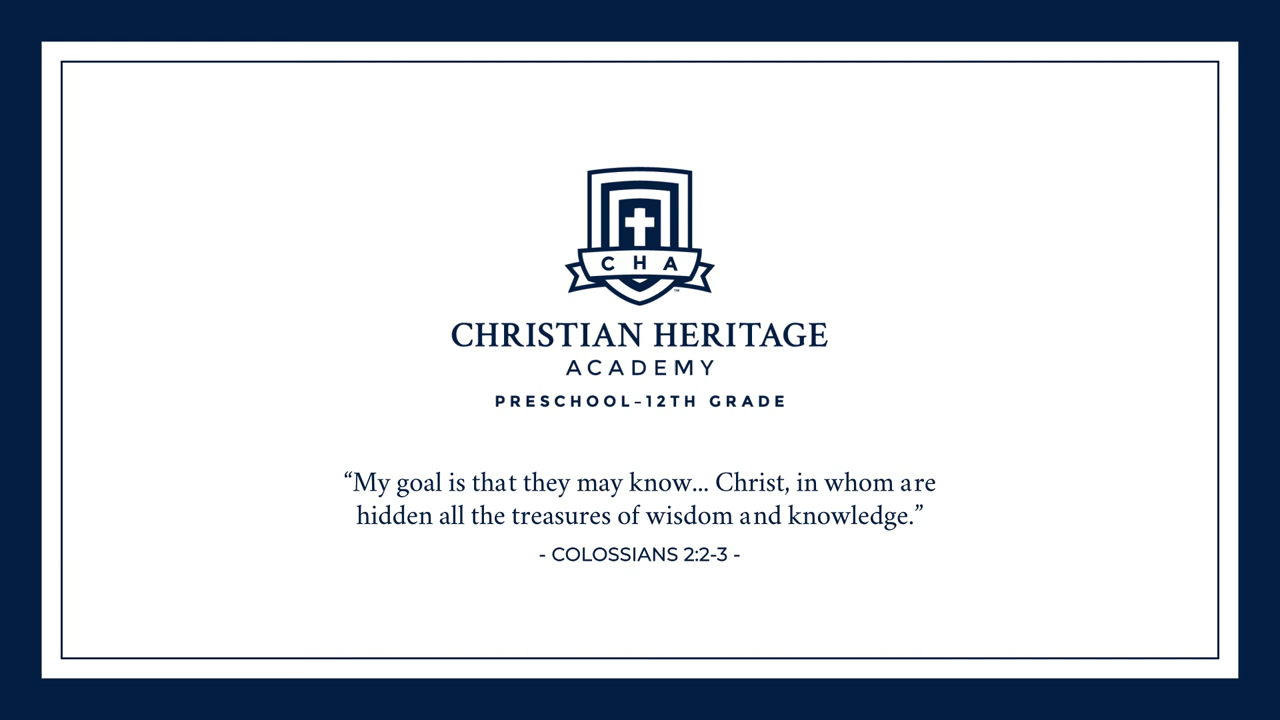 C H A
™
CHRISTIAN HERITAGE
ACADEMY
PRESCHOOL–12TH GRADE
“My goal is that they may know... Christ, in whom are
hidden all the treasures of wisdom and knowledge.”
- COLOSSIANS 2:2-3 -